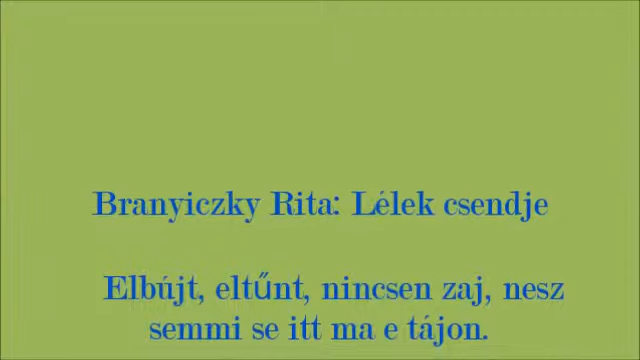 Branyiczky Rita: Lélek csendje
Elbújt, eltűnt, nincsen zaj, nesz
semmi se itt ma e tájon.